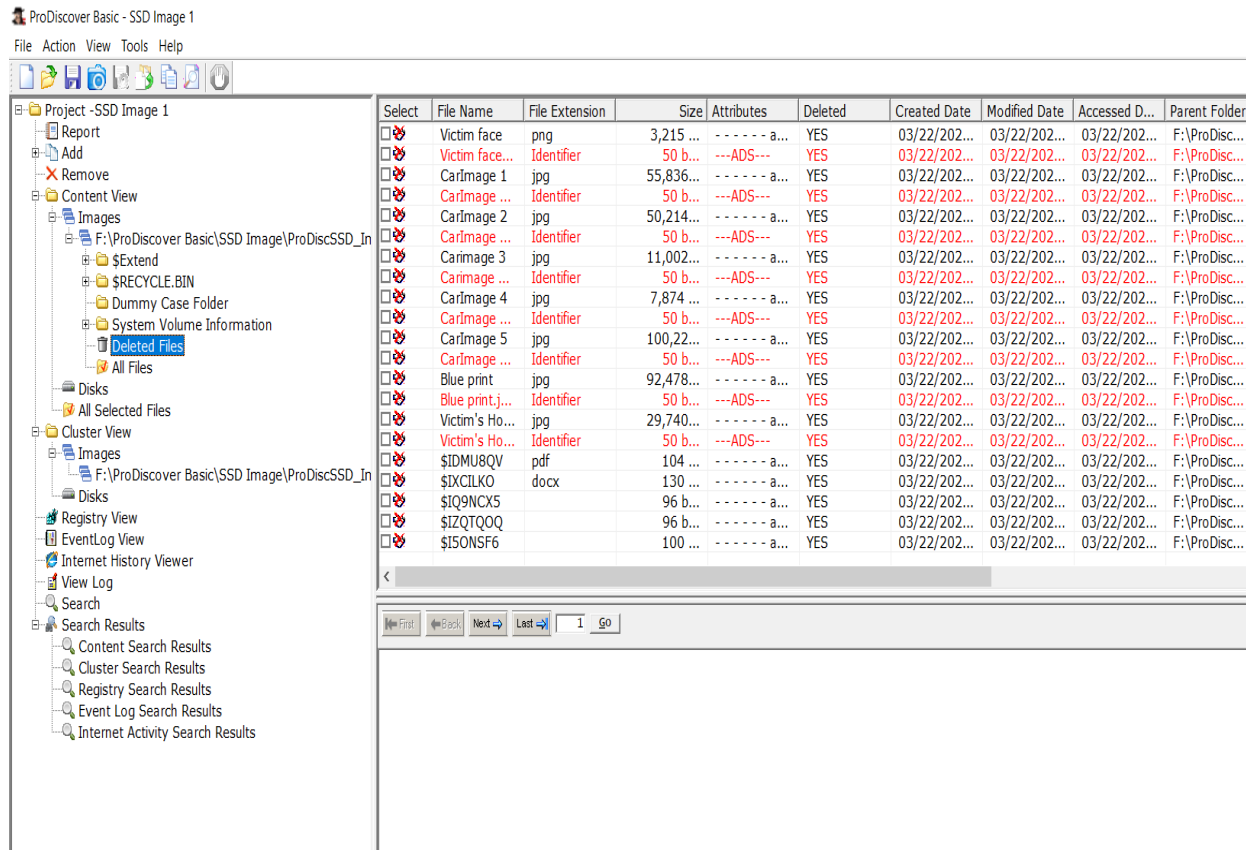 ProDiscover Basic - SSD Image 1
File Action View Tools Help
Project -SSD Image 1
Report
Add
Remove
Content View
Images
F:\ProDiscover Basic\SSD Image\ProDiscSSD_In
$Extend
$RECYCLE.BIN
Dummy Case Folder
System Volume Information
Deleted Files
All Files
Disks
All Selected Files
Cluster View
Images
F:\ProDiscover Basic\SSD Image\ProDiscSSD_In
Disks
Registry View
EventLog View
Internet History Viewer
View Log
Search
Search Results
Content Search Results
Cluster Search Results
Registry Search Results
Event Log Search Results
Internet Activity Search Results
Select File Name File Extension Size Attributes Deleted Created Date Modified Date Accessed D... Parent Folder
Victim face png 3,215 ... - - - - - - a... YES 03/22/202... 03/22/202... 03/22/202... F:\ProDisc...
Victim face... Identifier 50 b... ---ADS--- YES 03/22/202... 03/22/202... 03/22/202... F:\ProDisc...
CarImage 1 jpg 55,836... - - - - - - a... YES 03/22/202... 03/22/202... 03/22/202... F:\ProDisc...
CarImage ... Identifier 50 b... ---ADS--- YES 03/22/202... 03/22/202... 03/22/202... F:\ProDisc...
CarImage 2 jpg 50,214... - - - - - - a... YES 03/22/202... 03/22/202... 03/22/202... F:\ProDisc...
CarImage ... Identifier 50 b... ---ADS--- YES 03/22/202... 03/22/202... 03/22/202... F:\ProDisc...
Carimage 3 jpg 11,002... - - - - - - a... YES 03/22/202... 03/22/202... 03/22/202... F:\ProDisc...
Carimage ... Identifier 50 b... ---ADS--- YES 03/22/202... 03/22/202... 03/22/202... F:\ProDisc...
CarImage 4 jpg 7,874 ... - - - - - - a... YES 03/22/202... 03/22/202... 03/22/202... F:\ProDisc...
CarImage ... Identifier 50 b... ---ADS--- YES 03/22/202... 03/22/202... 03/22/202... F:\ProDisc...
CarImage 5 jpg 100,22... - - - - - - a... YES 03/22/202... 03/22/202... 03/22/202... F:\ProDisc...
CarImage ... Identifier 50 b... ---ADS--- YES 03/22/202... 03/22/202... 03/22/202... F:\ProDisc...
Blue print jpg 92,478... - - - - - - a... YES 03/22/202... 03/22/202... 03/22/202... F:\ProDisc...
Blue print.j... Identifier 50 b... ---ADS--- YES 03/22/202... 03/22/202... 03/22/202... F:\ProDisc...
Victim's Ho... jpg 29,740... - - - - - - a... YES 03/22/202... 03/22/202... 03/22/202... F:\ProDisc...
Victim's Ho... Identifier 50 b... ---ADS--- YES 03/22/202... 03/22/202... 03/22/202... F:\ProDisc...
$IDMU8QV pdf 104 ... - - - - - - a... YES 03/22/202... 03/22/202... 03/22/202... F:\ProDisc...
$IXCILKO docx 130 ... - - - - - - a... YES 03/22/202... 03/22/202... 03/22/202... F:\ProDisc...
$IQ9NCX5 96 b... - - - - - - a... YES 03/22/202... 03/22/202... 03/22/202... F:\ProDisc...
$IZQTQOQ 96 b... - - - - - - a... YES 03/22/202... 03/22/202... 03/22/202... F:\ProDisc...
$I5ONSF6 100 ... - - - - - - a... YES 03/22/202... 03/22/202... 03/22/202... F:\ProDisc...
First Back Next Last 1 Go